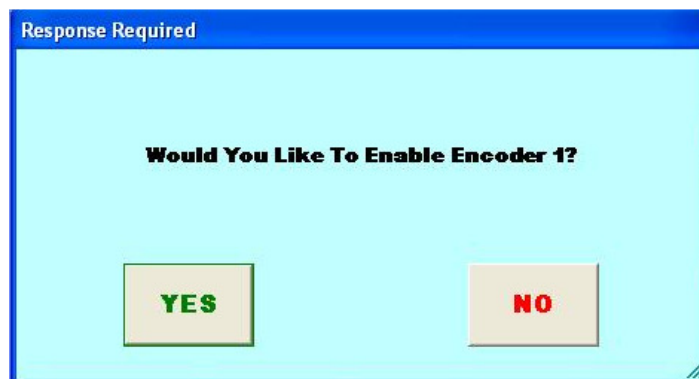 Response Required
Would You Like To Enable Encoder 1?
YES
NO